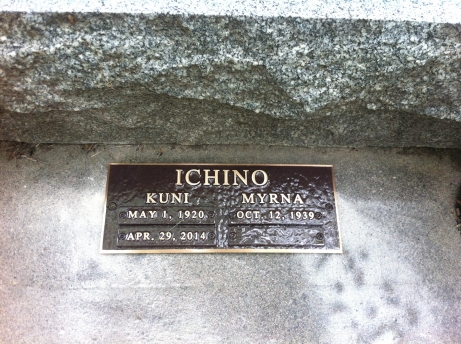 ICHINO
KUNI MYRNA
MAY 1, 1920 OCT. 12, 1939
APR. 29, 2014